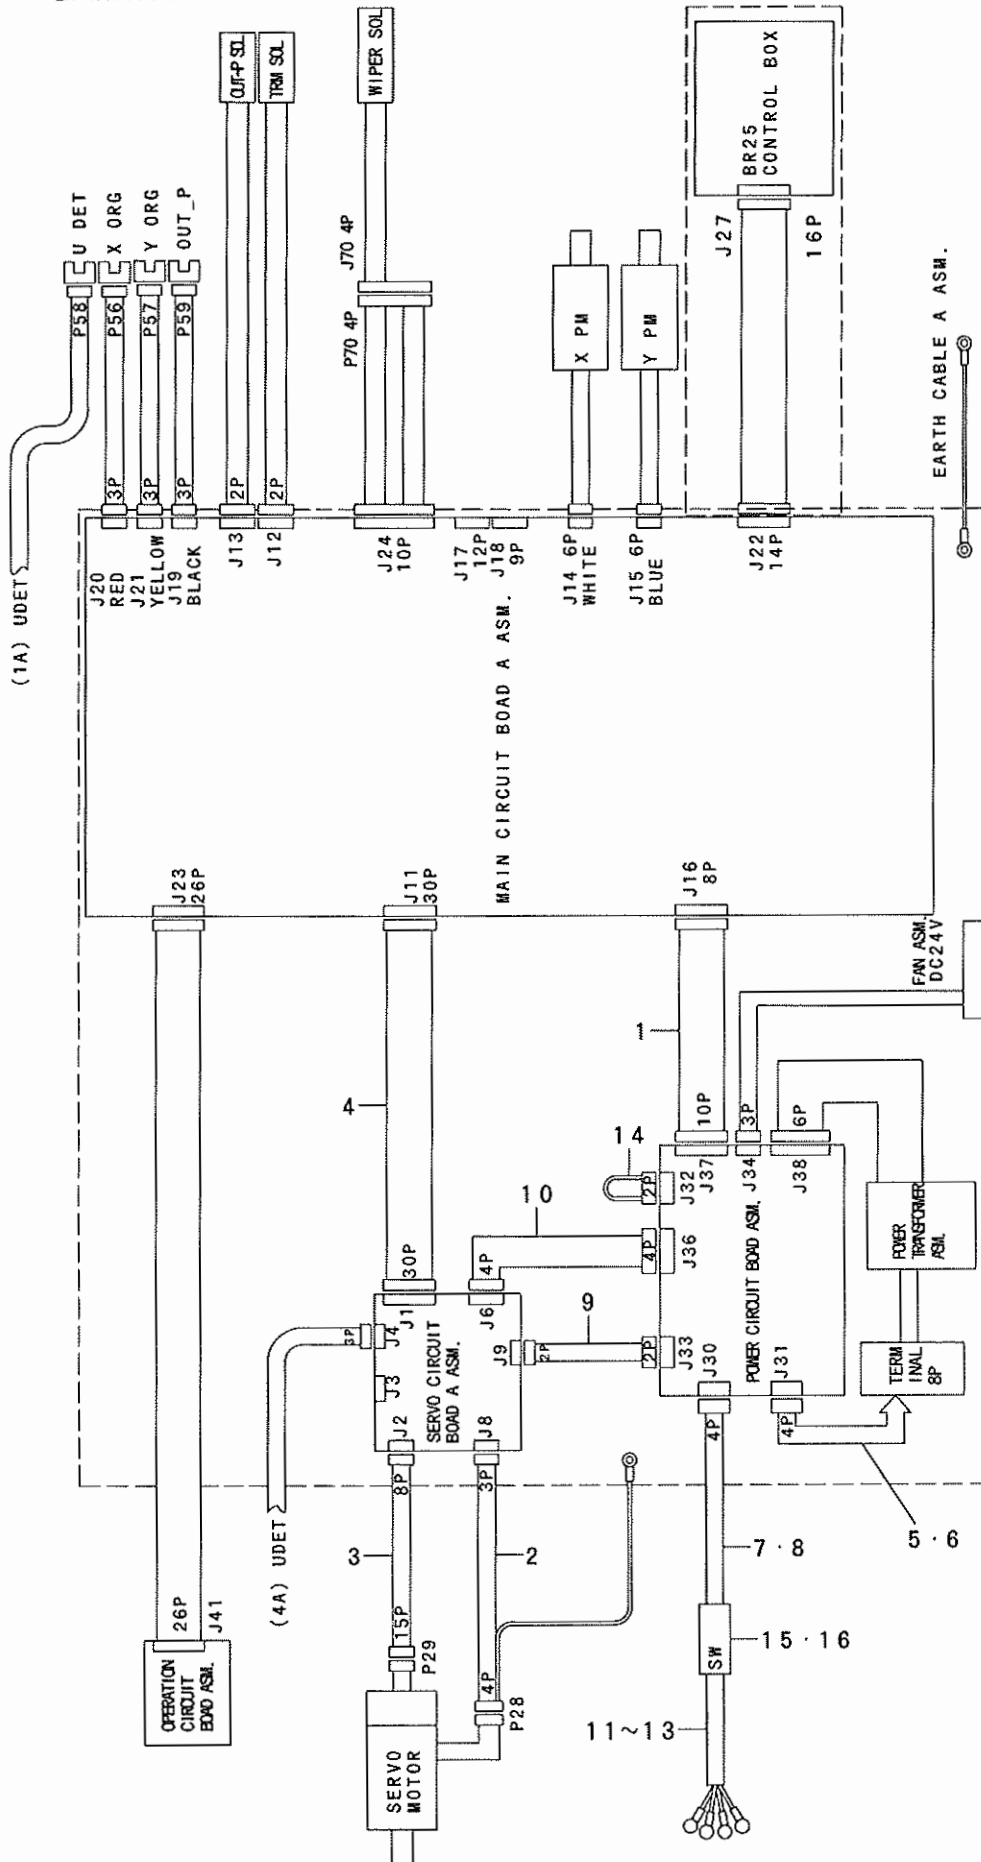 (1A) UDET
P58
U DET
P56
X ORG
P57
Y ORG
P59
OUT_P
3P
3P
3P
2P
2P
OUT-P SOL
TRM SOL
WIPER SOL
P70 4P
J70 4P
X PM
Y PM
BR25
CONTROL BOX
J27
16P
EARTH CABLE A ASM.
J20
RED
J21
YELLOW
J19
BLACK
J13
J12
J24
10P
J17
12P
J18
9P
J14 6P
WHITE
J15 6P
BLUE
J22
14P
MAIN CIRCUIT BOAD A ASM.
J23
26P
J11
30P
J16
8P
FAN ASM.
DC24V
1
4
10P
3P
6P
14
2P
J32
J37
J34
J38
10
4P
J36
30P
4P
J1
J6
3P
J4
J3
J2
J9
J8
SERVO CIRCUIT
BOAD A ASM.
2P
9
2P
J33
J30
J31
POWER CIRCUIT BOAD ASM.
POWER
TRANSFORMER
ASM.
TERM
INAL
8P
4P
4P
5·6
7·8
8P
3P
3
2
(4A) UDET
15P
P29
4P
P28
26P
J41
OPERATION
CIRCUIT
BOAD ASM.
SERVO
MOTOR
SW
15·16
11~13